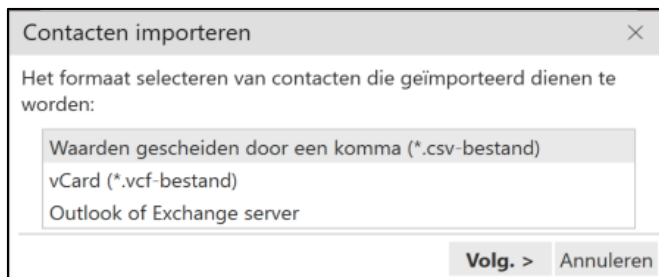 Contacten importeren
Het formaat selecteren van contacten die geïmporteerd dienen te
worden:
Waarden gescheiden door een komma (*.csv-bestand)
vCard (*.vcf-bestand)
Outlook of Exchange server
Volg. > Annuleren